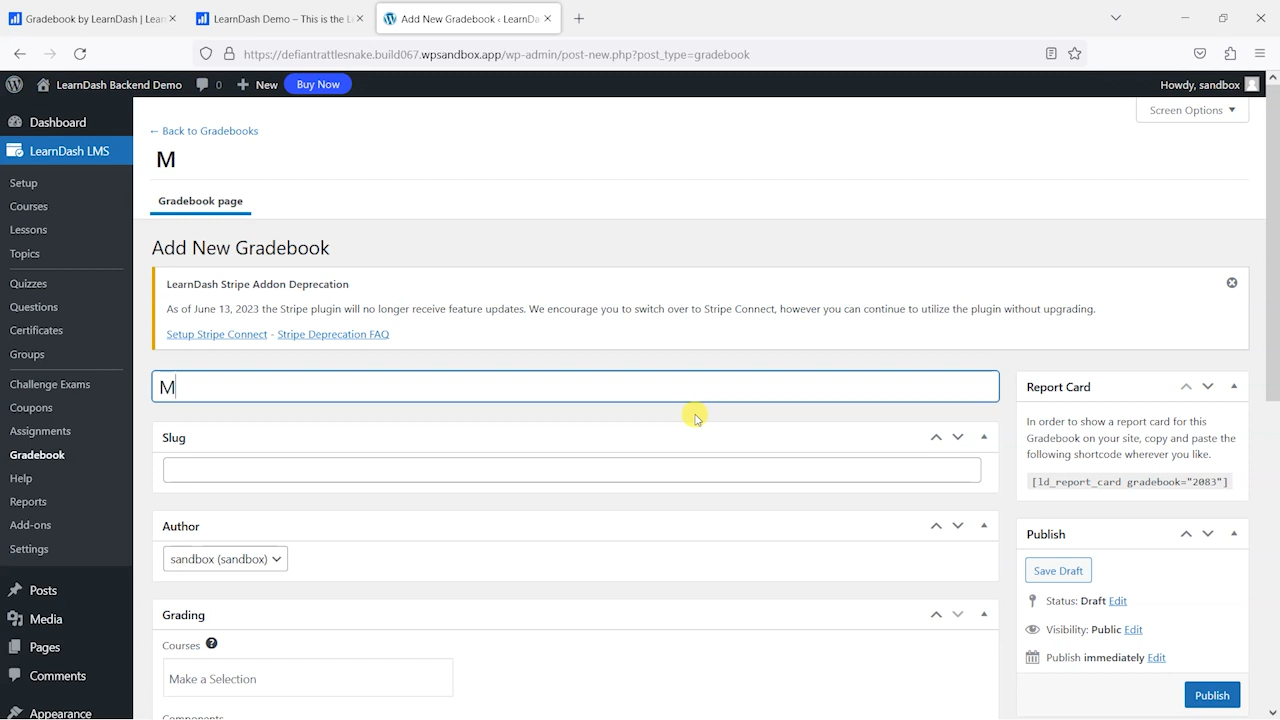 Gradebook by LearnDash | Learn
LearnDash Demo – This is the L
Add New Gradebook ‹ LearnDa
https://defiantrattlesnake.build067.wpsandbox.app/wp-admin/post-new.php?post_type=gradebook
LearnDash Backend Demo 0 New Buy Now Howdy, sandbox
Screen Options
Dashboard
LearnDash LMS
Setup
Courses
Lessons
Topics
Quizzes
Questions
Certificates
Groups
Challenge Exams
Coupons
Assignments
Gradebook
Help
Reports
Add-ons
Settings
Posts
Media
Pages
Comments
Appearance
← Back to Gradebooks
M
Gradebook page
Add New Gradebook
LearnDash Stripe Addon Deprecation
As of June 13, 2023 the Stripe plugin will no longer receive feature updates. We encourage you to switch over to Stripe Connect, however you can continue to utilize the plugin without upgrading.
Setup Stripe Connect - Stripe Deprecation FAQ
M
Slug
Author
sandbox (sandbox)
Grading
Courses ?
Make a Selection
Components
Report Card
In order to show a report card for this
Gradebook on your site, copy and paste the
following shortcode wherever you like.
[ld_report_card gradebook="2083"]
Publish
Save Draft
Status: Draft Edit
Visibility: Public Edit
Publish immediately Edit
Publish